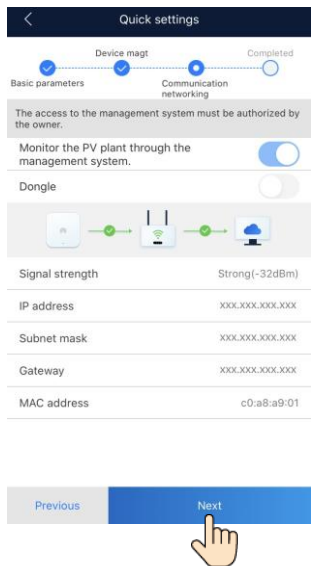 Quick settings
Device magt
Completed
Basic parameters
Communication
networking
The access to the management system must be authorized by
the owner.
Monitor the PV plant through the
management system.
Dongle
Signal strength Strong(-32dBm)
IP address xxx.xxx.xxx.xxx
Subnet mask xxx.xxx.xxx.xxx
Gateway xxx.xxx.xxx.xxx
MAC address c0:a8:a9:01
Previous Next